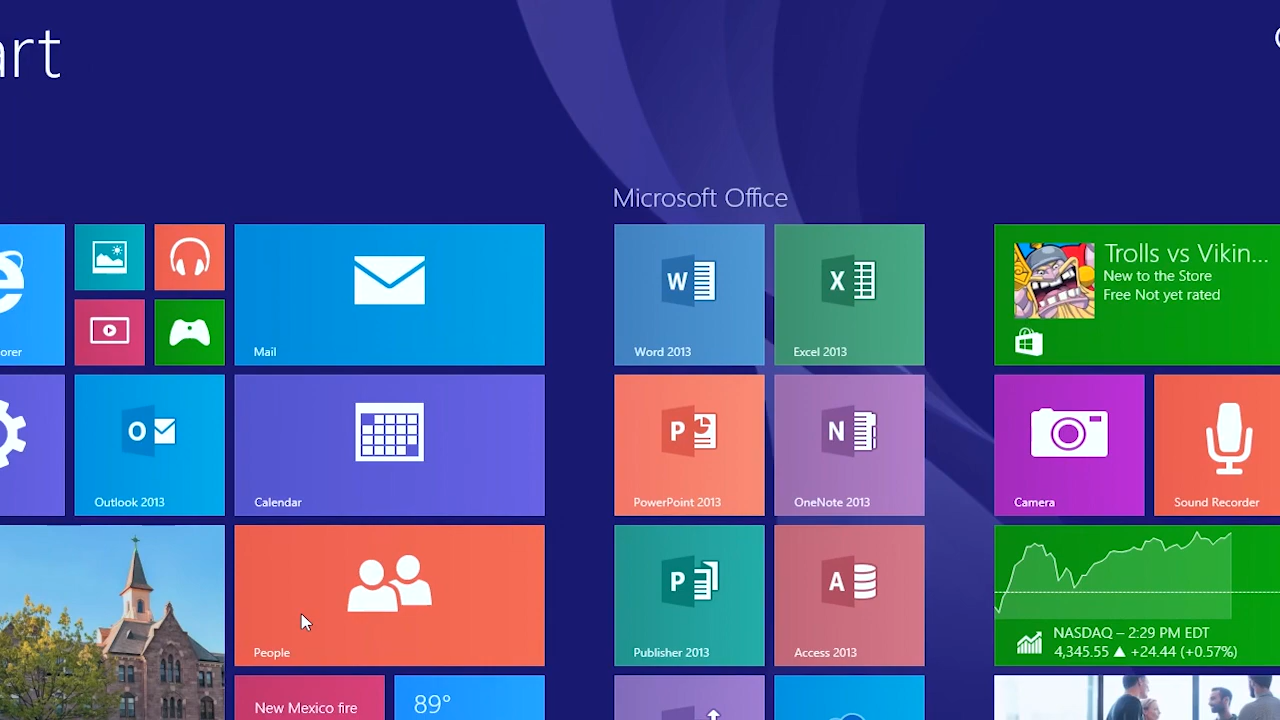 art
Microsoft Office
orer
Mail
Word 2013
Excel 2013
Trolls vs Vikin...
New to the Store
Free Not yet rated
Outlook 2013
Calendar
PowerPoint 2013
OneNote 2013
Camera
Sound Recorder
People
Publisher 2013
Access 2013
NASDAQ – 2:29 PM EDT
4,345.55 ▲ +24.44 (+0.57%)
New Mexico fire
89°